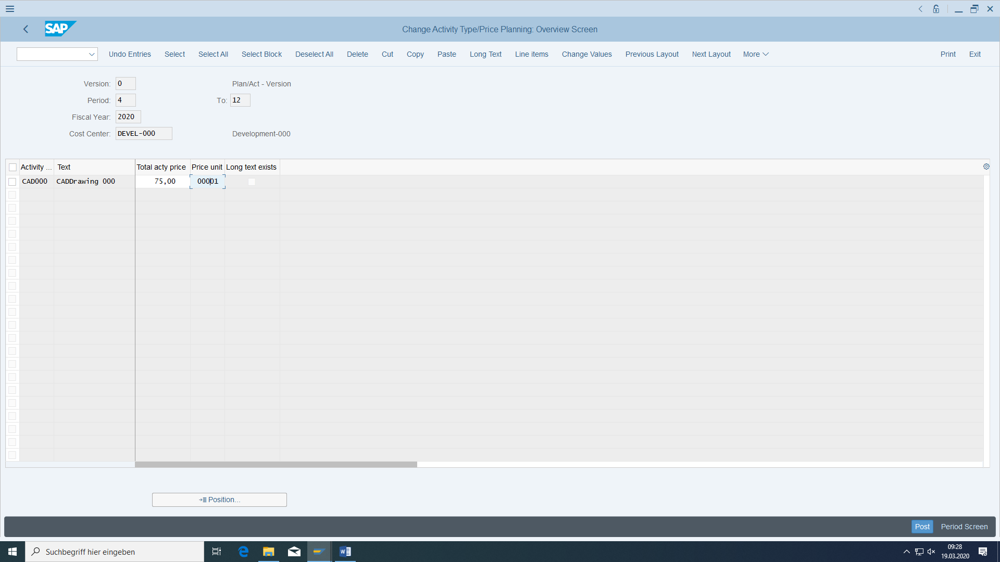 SAP
Change Activity Type/Price Planning: Overview Screen
Undo Entries Select Select All Select Block Deselect All Delete Cut Copy Paste Long Text Line items Change Values Previous Layout Next Layout More Print Exit
Version: 0 Plan/Act - Version
Period: 4 To: 12
Fiscal Year: 2020
Cost Center: DEVEL-000 Development-000
Activity ... Text Total acty price Price unit Long text exists
CAD000 CADDrawing 000 75,00 00001
Position...
Post Period Screen
Suchbegriff hier eingeben
09:28
19.03.2020